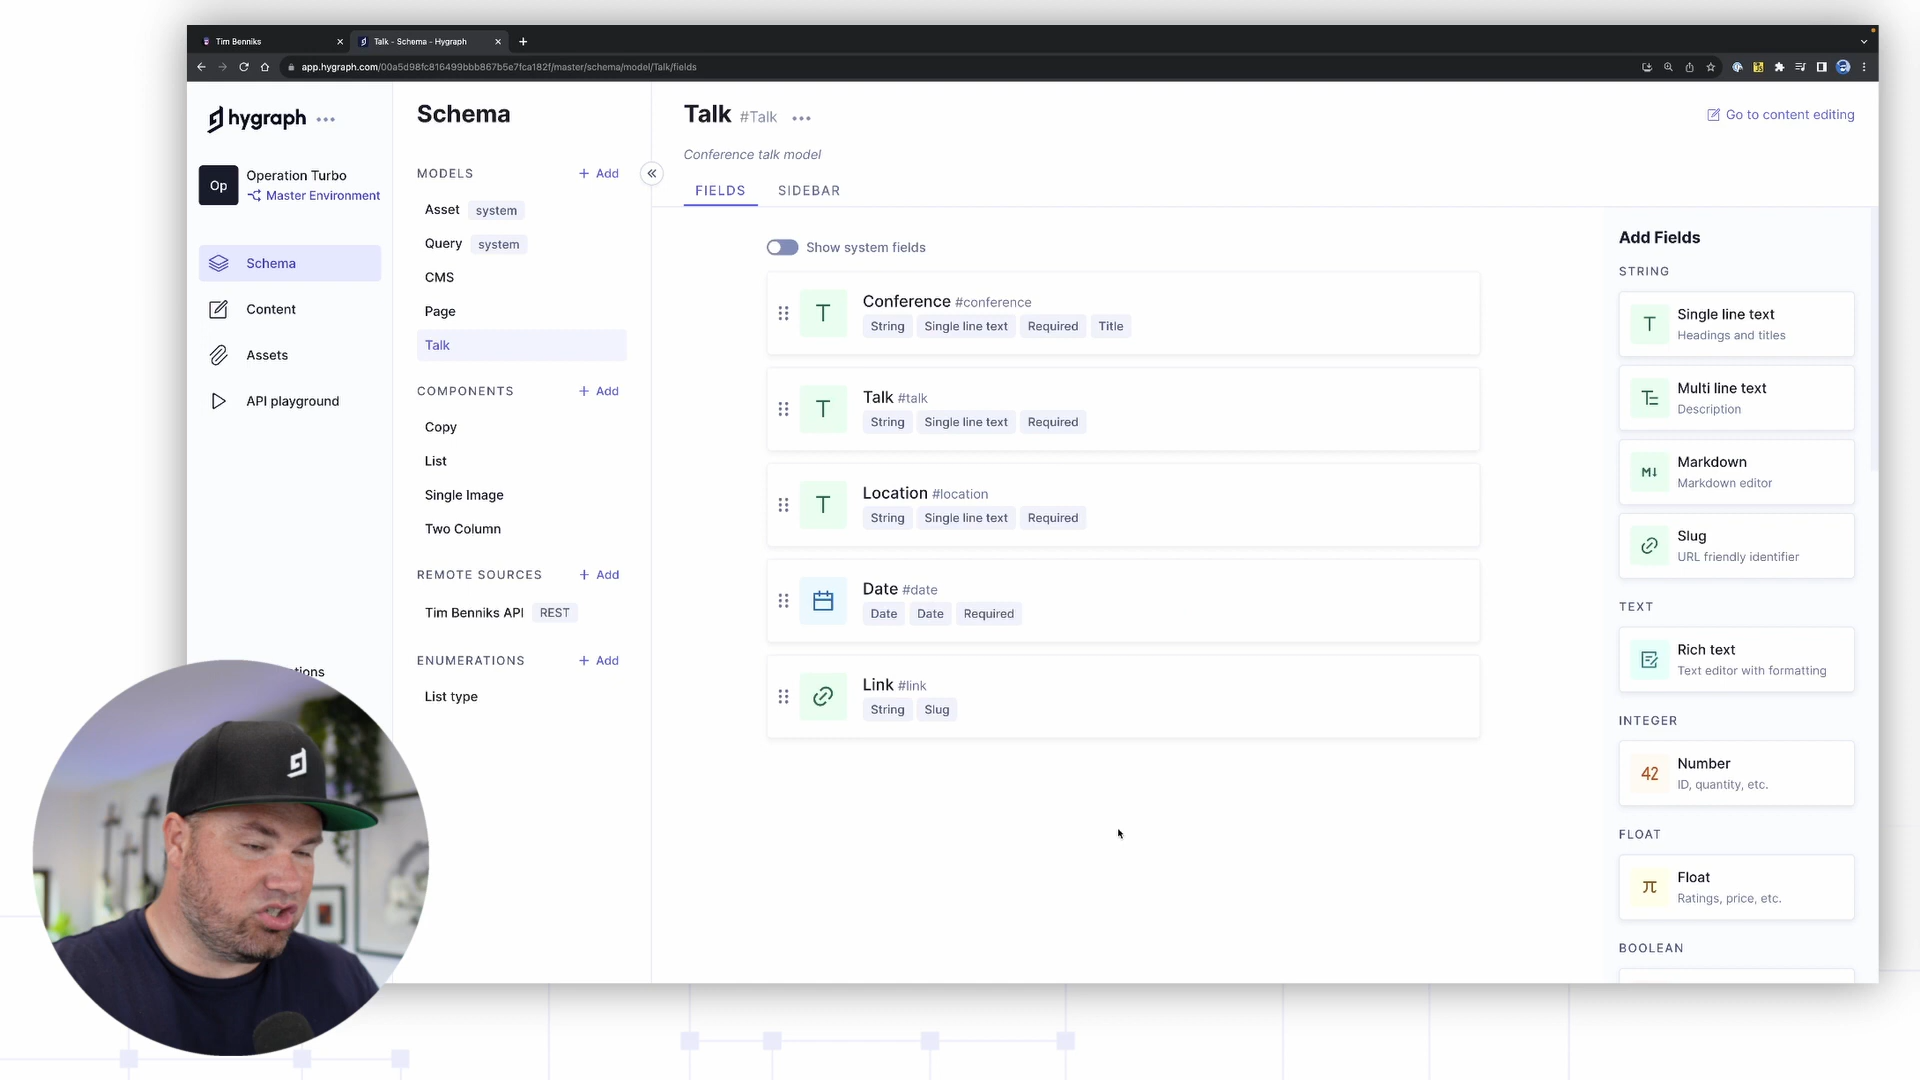 Tim Benniks
Talk - Schema - Hygraph
app.hygraph.com/00a5d98fc816499bbb867b5e7fca182f/master/schema/model/Talk/fields
hygraph
Op
Operation Turbo
Master Environment
Schema
Content
Assets
API playground
tions
Schema
MODELS
Add
Asset system
Query system
CMS
Page
Talk
COMPONENTS
Add
Copy
List
Single Image
Two Column
REMOTE SOURCES
Add
Tim Benniks API REST
ENUMERATIONS
Add
List type
Talk #Talk
Conference talk model
Go to content editing
FIELDS
SIDEBAR
Show system fields
T
Conference #conference
String Single line text Required Title
T
Talk #talk
String Single line text Required
T
Location #location
String Single line text Required
Date #date
Date Date Required
Link #link
String Slug
Add Fields
STRING
T
Single line text
Headings and titles
Multi line text
Description
M↓
Markdown
Markdown editor
Slug
URL friendly identifier
TEXT
Rich text
Text editor with formatting
INTEGER
42
Number
ID, quantity, etc.
FLOAT
π
Float
Ratings, price, etc.
BOOLEAN